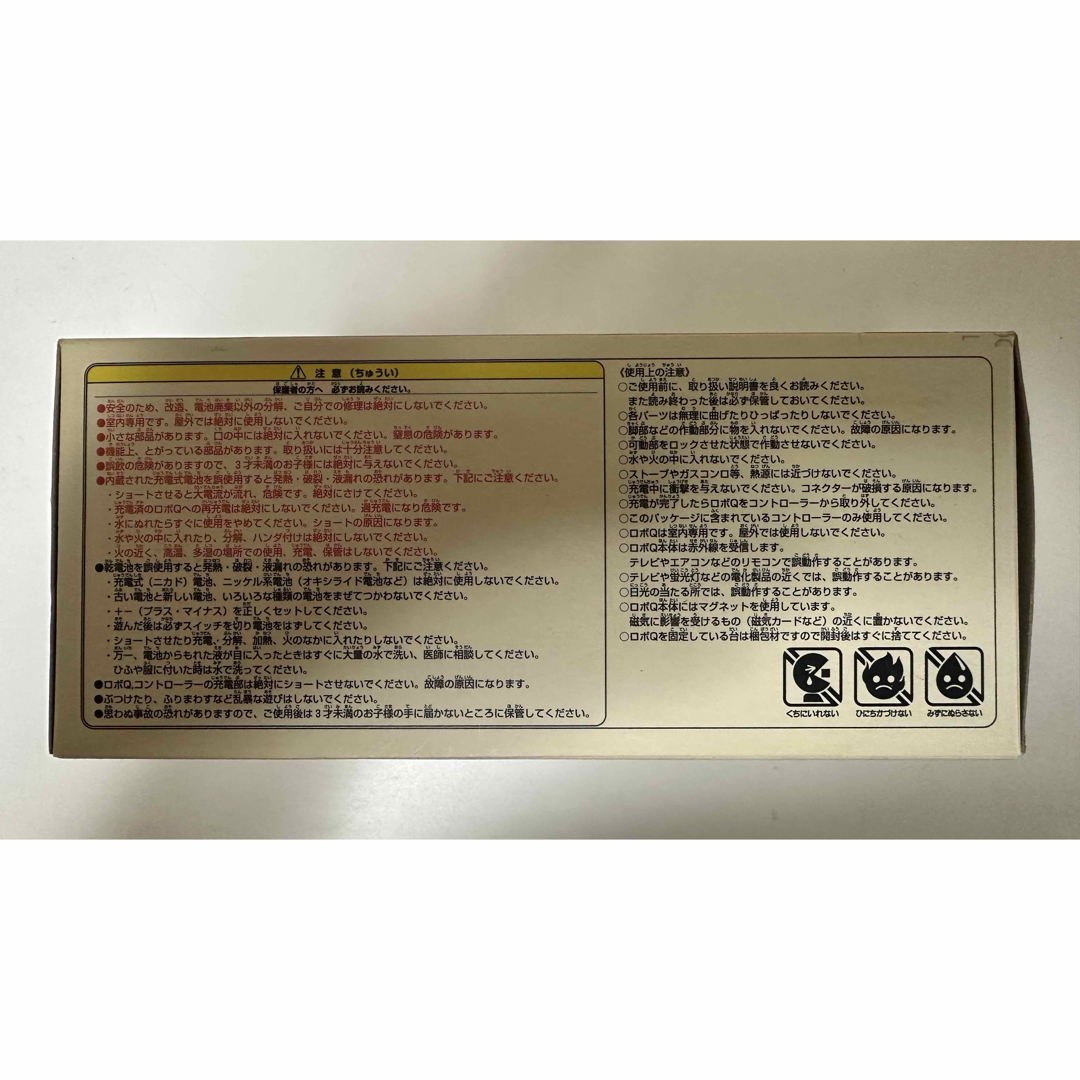 ⚠ 注意(ちゅうい)
保護者の方へ 必ずお読みください。
●安全のため、改造、電池廃棄以外の分解、ご自分での修理は絶対にしないでください。
●室内専用です。屋外では絶対に使用しないでください。
●小さな部品があります。口の中には絶対に入れないでください。窒息の危険があります。
●機能上、とがっている部品があります。取り扱いには十分注意してください。
●誤飲の危険がありますので、3才未満のお子様には絶対に与えないでください。
●内蔵された充電式電池を誤使用すると発熱・破裂・液漏れの恐れがあります。下記にご注意ください。
・ショートさせると大電流が流れ、危険です。絶対にさけてください。
・充電済のロボQへの再充電は絶対にしないでください。過充電になり危険です。
・水にぬれたらすぐに使用をやめてください。ショートの原因になります。
・水や火の中に入れたり、分解、ハンダ付けは絶対にしないでください。
・火の近く、高温、多湿の場所での使用、充電、保管はしないでください。
●乾電池を誤使用すると発熱・破裂・液漏れの恐れがあります。下記にご注意ください。
・充電式(ニカド)電池、ニッケル系電池(オキシライド電池など)は絶対に使用しないでください。
・古い電池と新しい電池、いろいろな種類の電池をまぜてつかわないでください。
・+-(プラス・マイナス)を正しくセットしてください。
・遊んだ後は必ずスイッチを切り電池をはずしてください。
・ショートさせたり充電、分解、加熱、火のなかに入れたりしないでください。
・万一、電池からもれた液が目に入ったときはすぐに大量の水で洗い、医師に相談してください。
ひふや服に付いた時は水で洗ってください。
●ロボQ,コントローラーの充電部は絶対にショートさせないでください。故障の原因になります。
●ぶつけたり、ふりまわすなど乱暴な遊びはしないでください。
●思わぬ事故の恐れがありますので、ご使用後は3才未満のお子様の手に届かないところに保管してください。
《使用上の注意》
○ご使用前に、取り扱い説明書を良くお読みください。
また読み終わった後は必ず保管しておいてください。
○各パーツは無理に曲げたりひっぱったりしないでください。
○脚部などの作動部分に物を入れないでください。故障の原因になります。
○可動部をロックさせた状態で作動させないでください。
○水や火の中に入れないでください。
○ストーブやガスコンロ等、熱源には近づけないでください。
○充電中に衝撃を与えないでください。コネクターが破損する原因になります。
○充電が完了したらロボQをコントローラーから取り外してください。
○このパッケージに含まれているコントローラーのみ使用してください。
○ロボQは室内専用です。屋外では使用しないでください。
○ロボQ本体は赤外線を受信します。
テレビやエアコンなどのリモコンで誤動作することがあります。
○テレビや蛍光灯などの電化製品の近くでは、誤動作することがあります。
○日光の当たる所では、誤動作することがあります。
○ロボQ本体にはマグネットを使用しています。
磁気に影響を受けるもの(磁気カードなど)の近くに置かないでください。
○ロボQを固定している台は梱包材ですので開封後はすぐに捨ててください。
くちにいれない ひにちかづけない みずにぬらさない